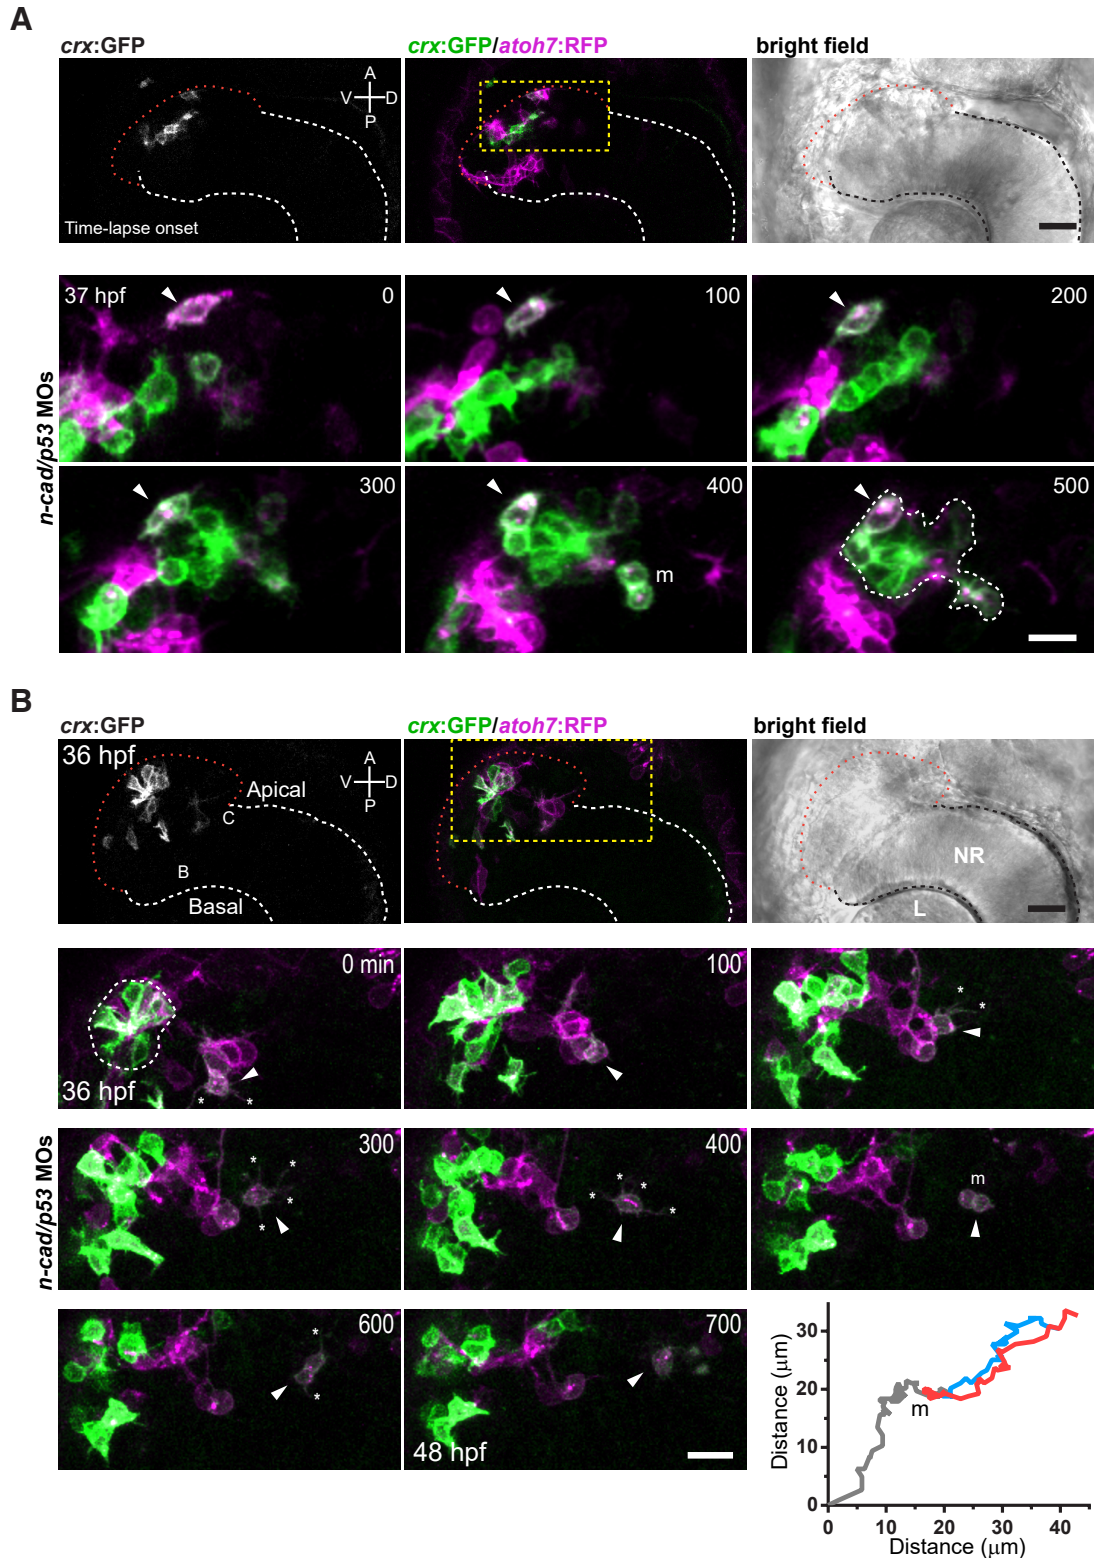 A
crx:GFP
crx:GFP/atoh7:RFP
bright field
A
V D
P
Time-lapse onset
n-cad/p53 MOs
37 hpf
0
100
200
300
400
m
500
B
crx:GFP
crx:GFP/atoh7:RFP
bright field
36 hpf
A
V D
P
Apical
C
B
Basal
NR
L
n-cad/p53 MOs
0 min
36 hpf
* *
100
* *
300
* * * * *
400
* * * *
m
600
* *
700
48 hpf
Distance (μm)
30
20
10
0
m
0 10 20 30 40
Distance (μm)